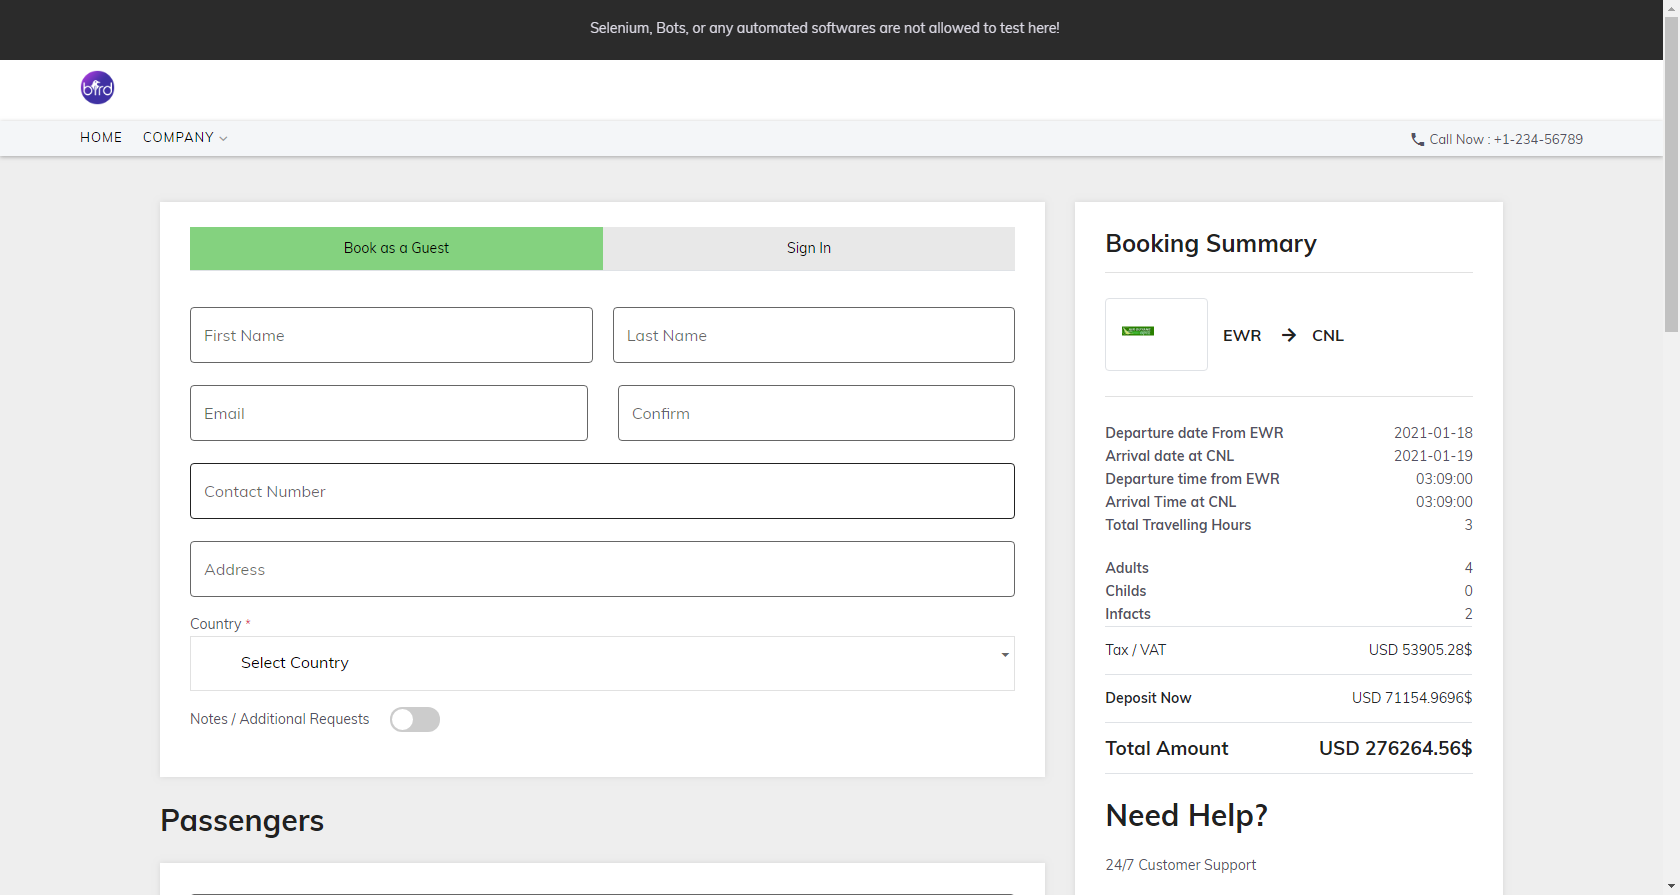 Selenium, Bots, or any automated softwares are not allowed to test here!
bird
HOME
COMPANY
Call Now : +1-234-56789
Book as a Guest
Sign In
First Name
Last Name
Email
Confirm
Contact Number
Address
Country *
Select Country
Notes / Additional Requests
Passengers
Booking Summary
EWR
CNL
Departure date From EWR 2021-01-18
Arrival date at CNL 2021-01-19
Departure time from EWR 03:09:00
Arrival Time at CNL 03:09:00
Total Travelling Hours 3
Adults 4
Childs 0
Infacts 2
Tax / VAT USD 53905.28$
Deposit Now USD 71154.9696$
Total Amount USD 276264.56$
Need Help?
24/7 Customer Support